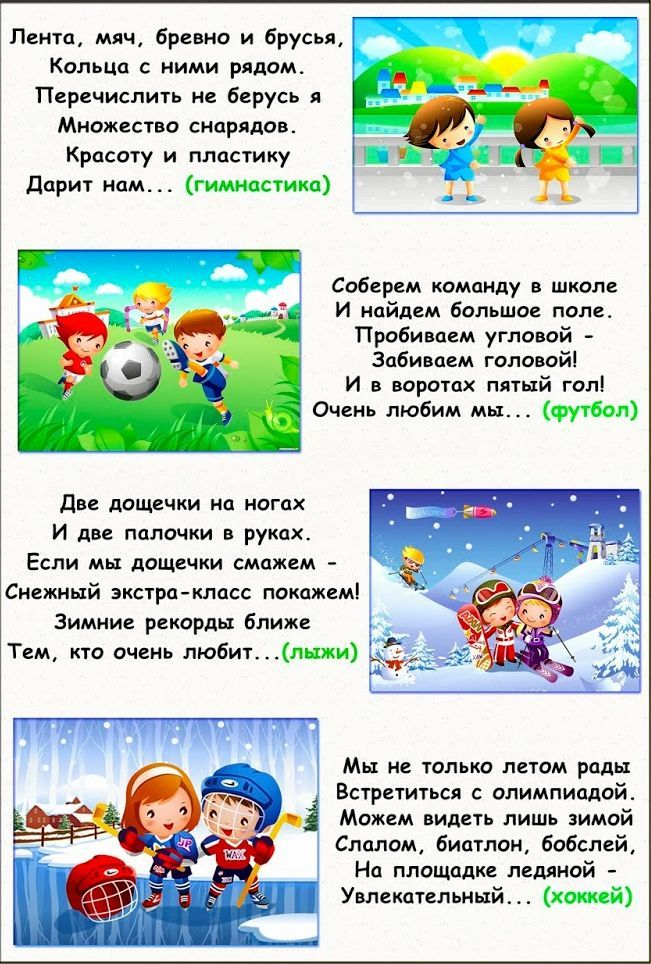 Лента, мяч, бревно и брусья,
Кольца с ними рядом.
Перечислить не берусь я
Множество снарядов.
Красоту и пластику
Дарит нам... (гимнастика)
Соберем команду в школе
И найдем большое поле.
Пробиваем угловой -
Забиваем головой!
И в воротах пятый гол!
Очень любим мы... (футбол)
Две дощечки на ногах
И две палочки в руках.
Если мы дощечки смажем -
Снежный экстра-класс покажем!
Зимние рекорды ближе
Тем, кто очень любит...(лыжи)
Welcome
Мы не только летом рады
Встретиться с олимпиадой.
Можем видеть лишь зимой
Слалом, биатлон, бобслей,
На площадке ледяной -
Увлекательный... (хоккей)
JP
WAX